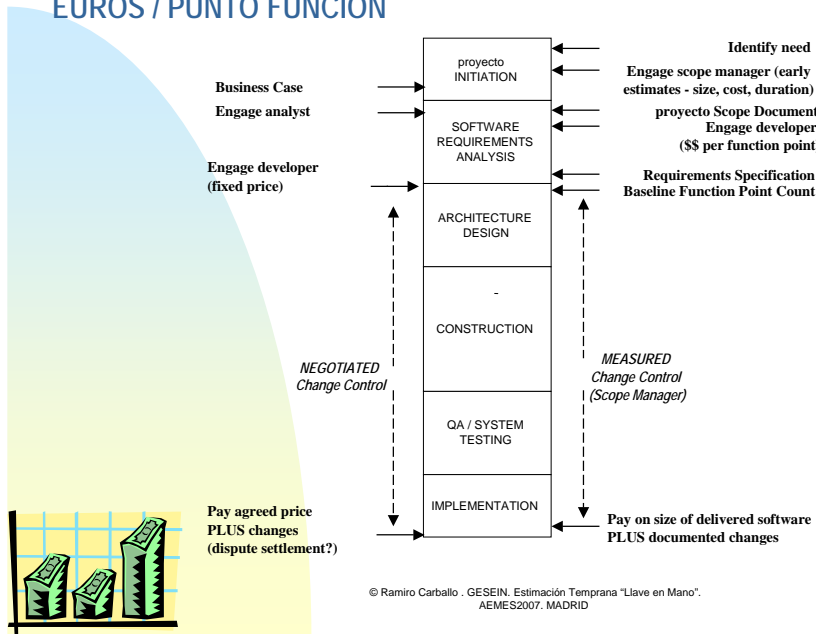 EUROS / PUNTO FUNCIÓN
Identify need
Engage scope manager (early
estimates - size, cost, duration)
proyecto
INITIATION
Business Case
Engage analyst
proyecto Scope Document
Engage developer
($$ per function point
SOFTWARE
REQUIREMENTS
ANALYSIS
Engage developer
(fixed price)
Requirements Specification
Baseline Function Point Count
ARCHITECTURE
DESIGN
-
CONSTRUCTION
NEGOTIATED
Change Control
MEASURED
Change Control
(Scope Manager)
QA / SYSTEM
TESTING
IMPLEMENTATION
Pay agreed price
PLUS changes
(dispute settlement?)
Pay on size of delivered software
PLUS documented changes
© Ramiro Carballo . GESEIN. Estimación Temprana “Llave en Mano”.
AEMES2007. MADRID